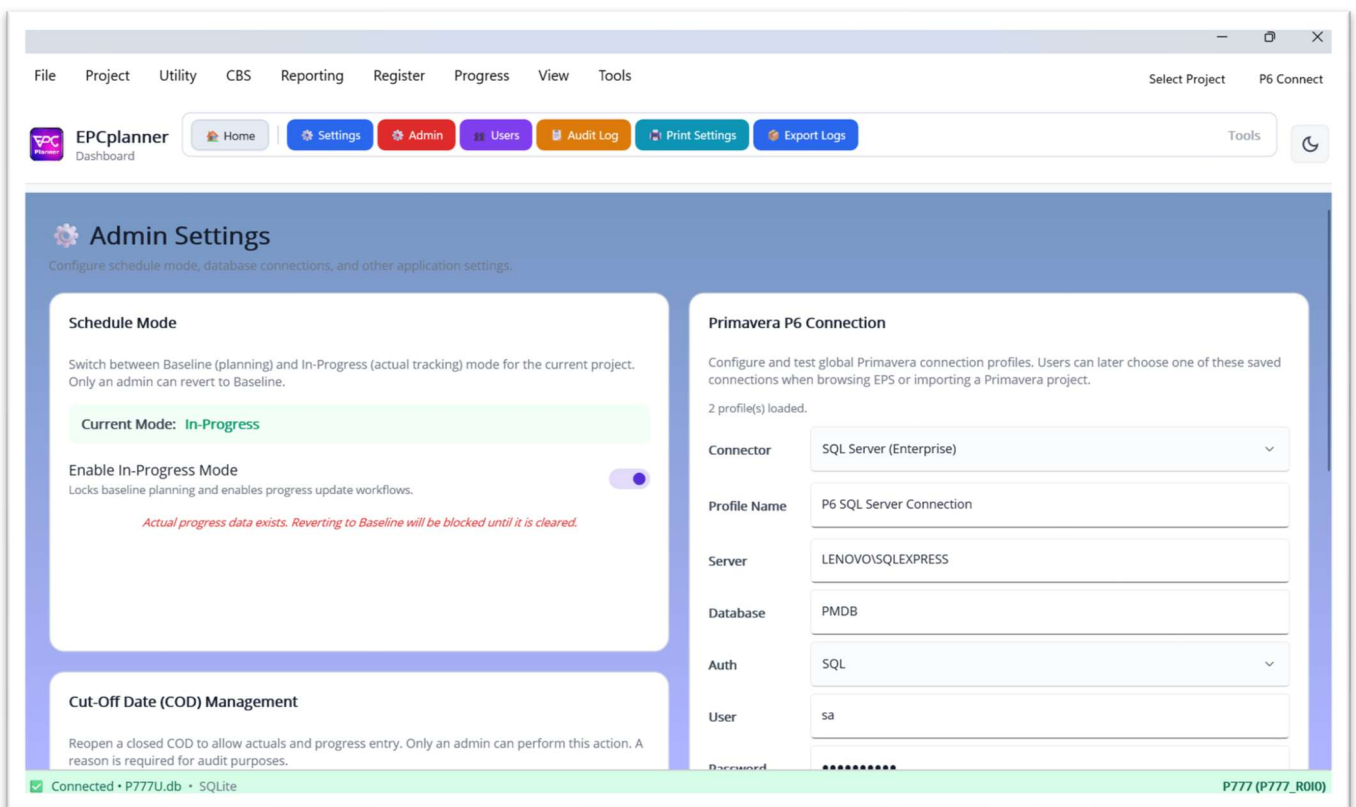 File Project Utility CBS Reporting Register Progress View Tools Select Project P6 Connect
EPC
Planner
EPCplanner
Dashboard
Home Settings Admin Users Audit Log Print Settings Export Logs Tools
Admin Settings
Configure schedule mode, database connections, and other application settings.
Schedule Mode
Switch between Baseline (planning) and In-Progress (actual tracking) mode for the current project.
Only an admin can revert to Baseline.
Current Mode: In-Progress
Enable In-Progress Mode
Locks baseline planning and enables progress update workflows.
Actual progress data exists. Reverting to Baseline will be blocked until it is cleared.
Cut-Off Date (COD) Management
Reopen a closed COD to allow actuals and progress entry. Only an admin can perform this action. A
reason is required for audit purposes.
Primavera P6 Connection
Configure and test global Primavera connection profiles. Users can later choose one of these saved
connections when browsing EPS or importing a Primavera project.
2 profile(s) loaded.
Connector SQL Server (Enterprise)
Profile Name P6 SQL Server Connection
Server LENOVO\SQLEXPRESS
Database PMDB
Auth SQL
User sa
Password ••••••••••
Connected • P777U.db • SQLite P777 (P777_R0I0)